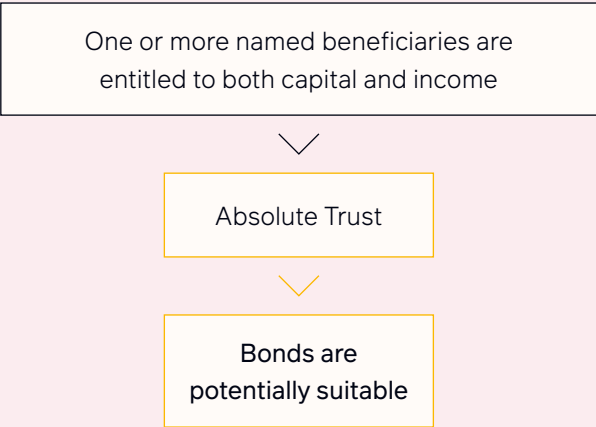 One or more named beneficiaries are
entitled to both capital and income
Absolute Trust
Bonds are
potentially suitable